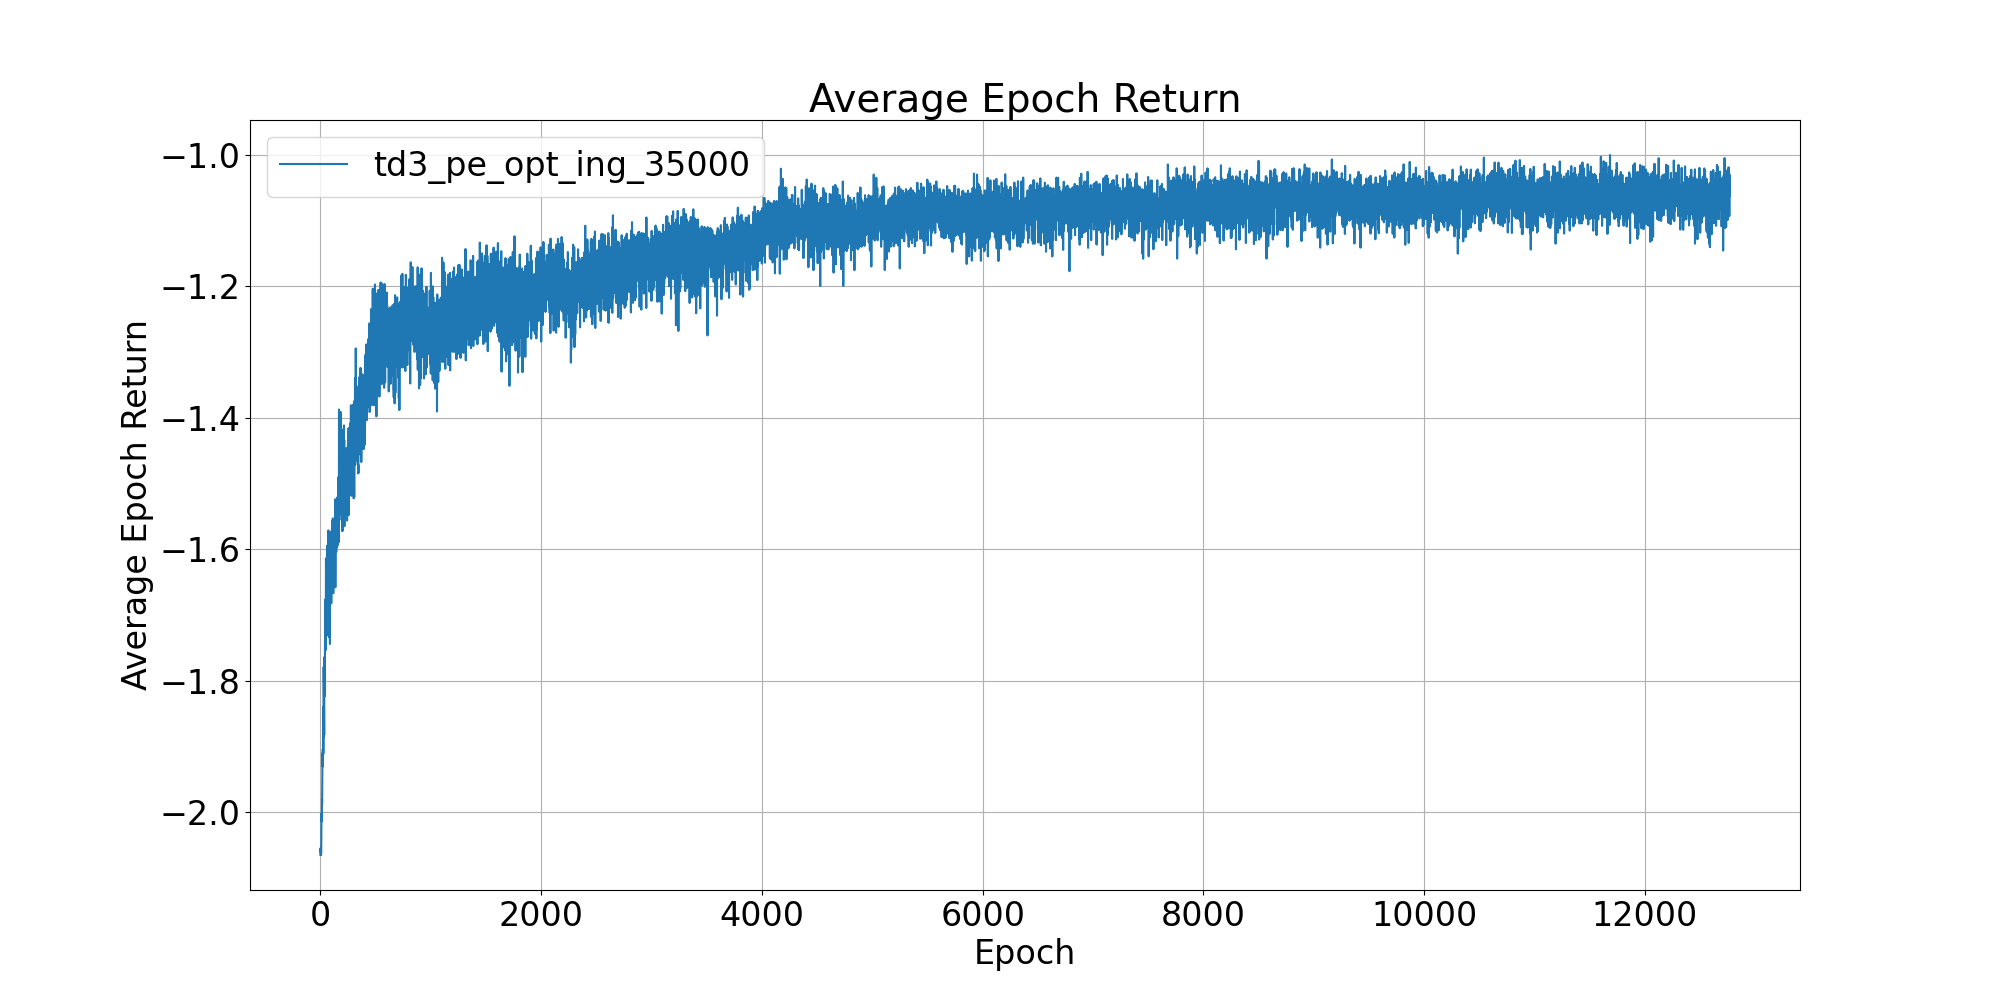 Average Epoch Return
td3_pe_opt_ing_35000
Average Epoch Return
−1.0
−1.2
−1.4
−1.6
−1.8
−2.0
0 2000 4000 6000 8000 10000 12000
Epoch